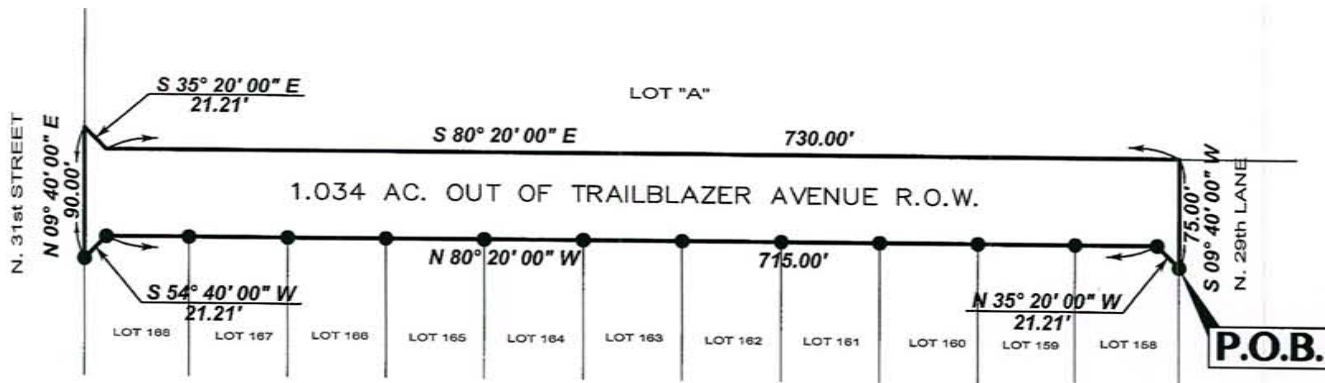 S 35° 20' 00" E
21.21'
LOT "A"
N. 31st STREET
N 09° 40' 00" E
90.00'
S 80° 20' 00" E 730.00'
1.034 AC. OUT OF TRAILBLAZER AVENUE R.O.W.
75.00'
S 09° 40' 00" W
N. 29th LANE
N 80° 20' 00" W 715.00'
S 54° 40' 00" W
21.21'
N 35° 20' 00" W
21.21'
LOT 168 LOT 167 LOT 166 LOT 165 LOT 164 LOT 163 LOT 162 LOT 161 LOT 160 LOT 159 LOT 158
P.O.B.